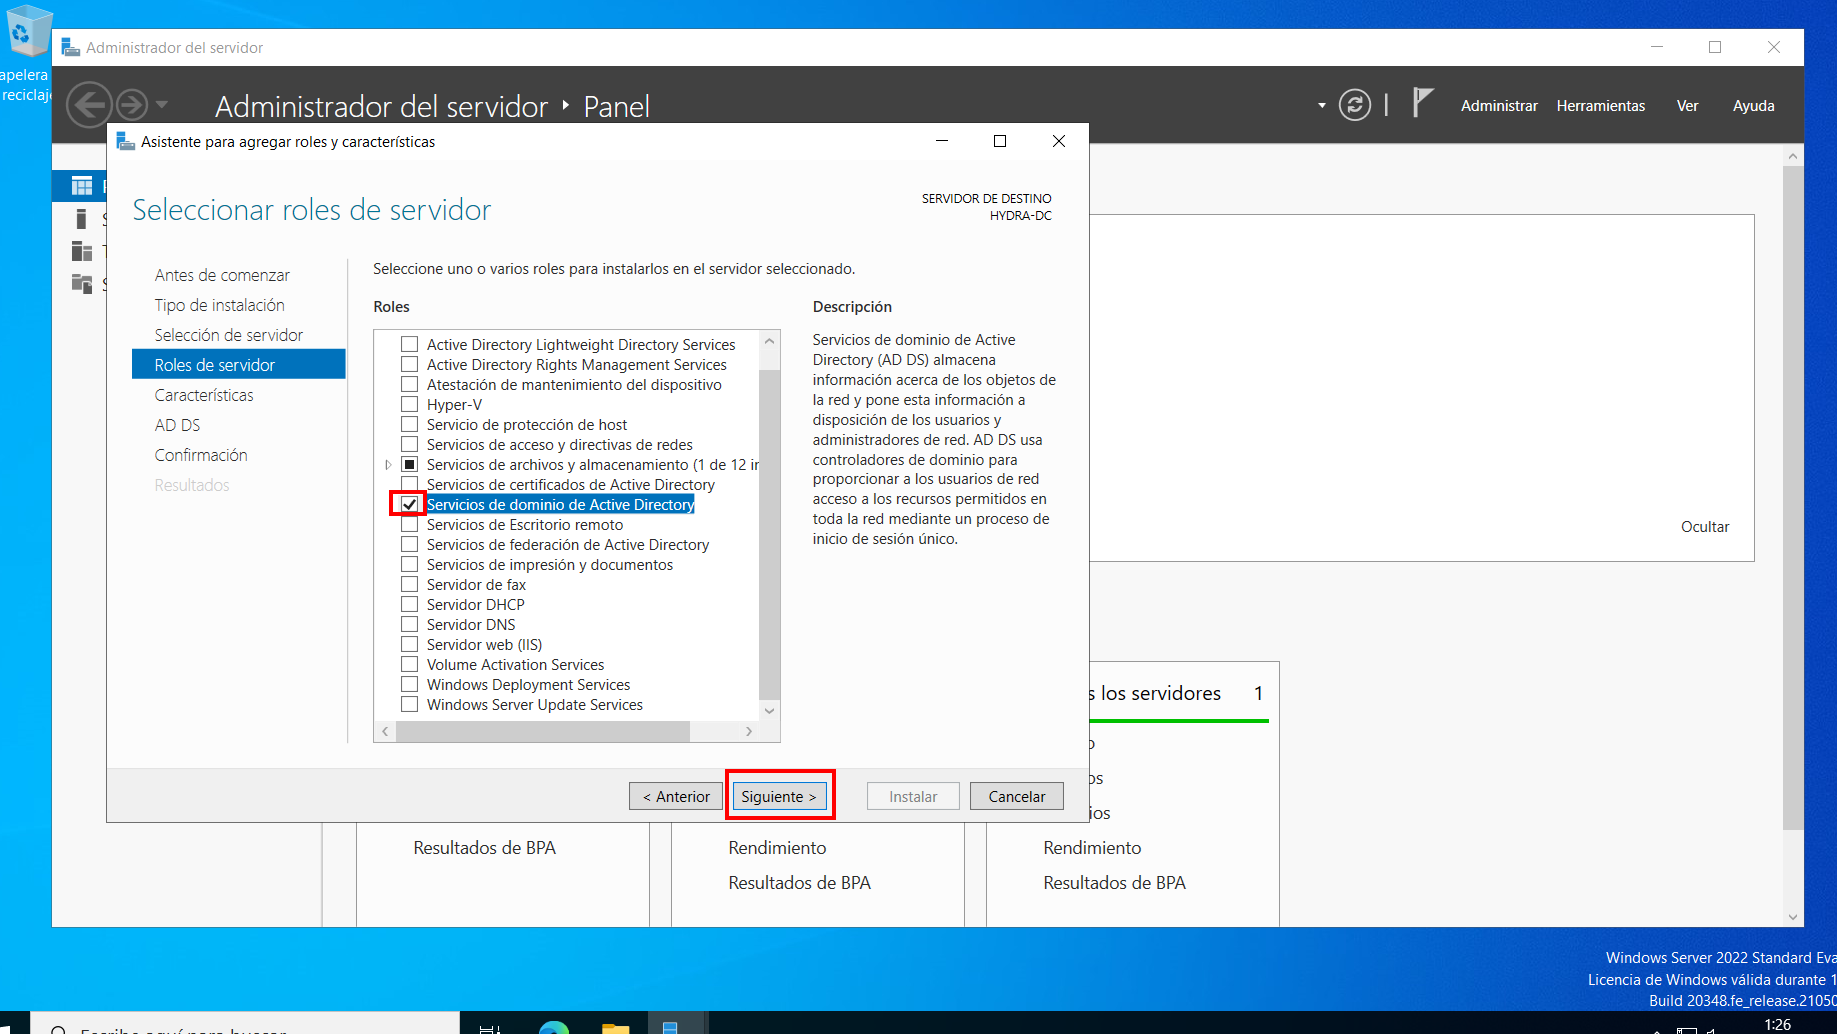 Administrador del servidor
Administrador del servidor ‣ Panel
Administrar
Herramientas
Ver
Ayuda
Asistente para agregar roles y características
Seleccionar roles de servidor
SERVIDOR DE DESTINO
HYDRA-DC
Antes de comenzar
Tipo de instalación
Selección de servidor
Roles de servidor
Características
AD DS
Confirmación
Resultados
Seleccione uno o varios roles para instalarlos en el servidor seleccionado.
Roles
Active Directory Lightweight Directory Services
Active Directory Rights Management Services
Atestación de mantenimiento del dispositivo
Hyper-V
Servicio de protección de host
Servicios de acceso y directivas de redes
Servicios de archivos y almacenamiento (1 de 12 in
Servicios de certificados de Active Directory
Servicios de dominio de Active Directory
Servicios de Escritorio remoto
Servicios de federación de Active Directory
Servicios de impresión y documentos
Servidor de fax
Servidor DHCP
Servidor DNS
Servidor web (IIS)
Volume Activation Services
Windows Deployment Services
Windows Server Update Services
Descripción
Servicios de dominio de Active
Directory (AD DS) almacena
información acerca de los objetos de
la red y pone esta información a
disposición de los usuarios y
administradores de red. AD DS usa
controladores de dominio para
proporcionar a los usuarios de red
acceso a los recursos permitidos en
toda la red mediante un proceso de
inicio de sesión único.
< Anterior
Siguiente >
Instalar
Cancelar
Ocultar
s los servidores 1
os
ios
Resultados de BPA
Rendimiento
Resultados de BPA
Rendimiento
Resultados de BPA
apelera
reciclaje
Windows Server 2022 Standard Eva
Licencia de Windows válida durante 1
Build 20348.fe_release.21050
Escribe aquí para buscar
1:26